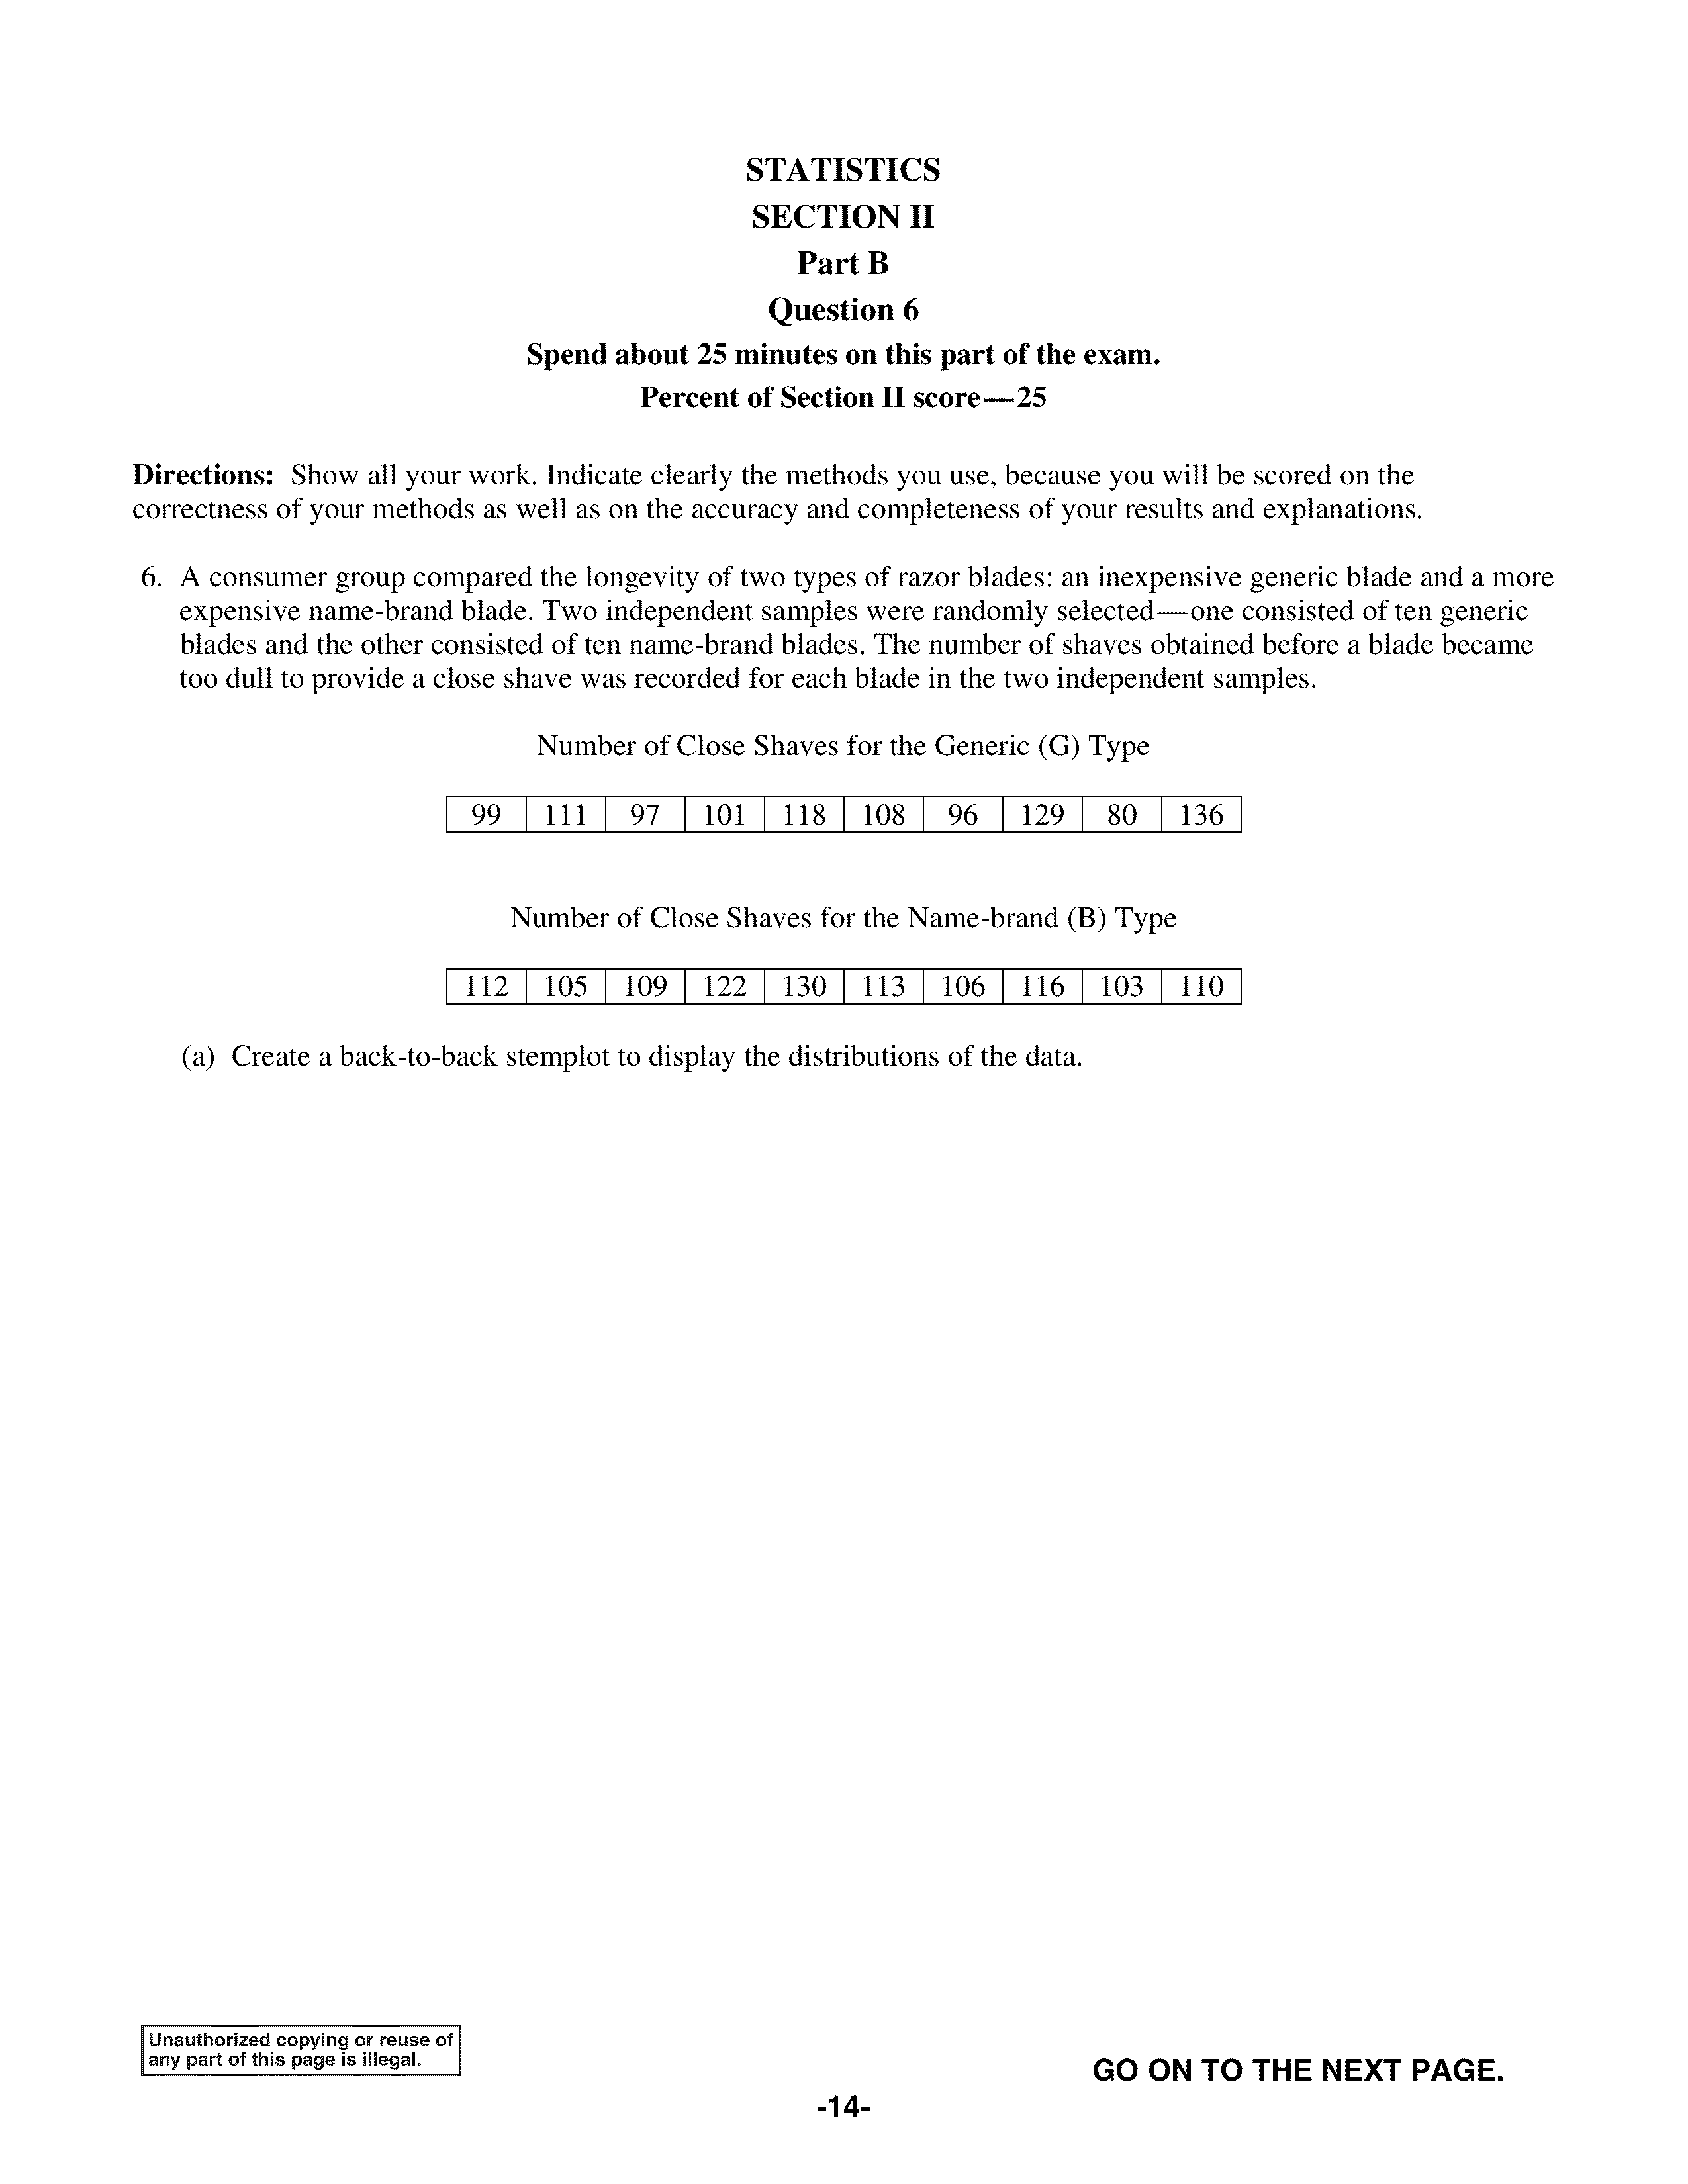 STATISTICS
SECTION II
Part B
Question 6
Spend about 25 minutes on this part of the exam.
Percent of Section II score—25
Directions: Show all your work. Indicate clearly the methods you use, because you will be scored on the
correctness of your methods as well as on the accuracy and completeness of your results and explanations.
6. A consumer group compared the longevity of two types of razor blades: an inexpensive generic blade and a more
expensive name-brand blade. Two independent samples were randomly selected—one consisted of ten generic
blades and the other consisted of ten name-brand blades. The number of shaves obtained before a blade became
too dull to provide a close shave was recorded for each blade in the two independent samples.
Number of Close Shaves for the Generic (G) Type
99 111 97 101 118 108 96 129 80 136
Number of Close Shaves for the Name-brand (B) Type
112 105 109 122 130 113 106 116 103 110
(a) Create a back-to-back stemplot to display the distributions of the data.
Unauthorized copying or reuse of
any part of this page is illegal.
GO ON TO THE NEXT PAGE.
-14-